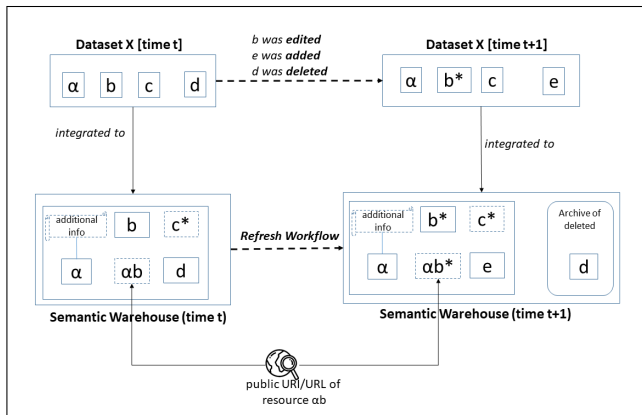 Dataset X [time t]
α b c d
b was edited
e was added
d was deleted
Dataset X [time t+1]
α b* c e
integrated to
integrated to
additional
info
b c*
α αb d
Semantic Warehouse (time t)
Refresh Workflow
additional
info
b* c*
α αb* e
Archive of
deleted
d
Semantic Warehouse (time t+1)
public URI/URL of
resource αb